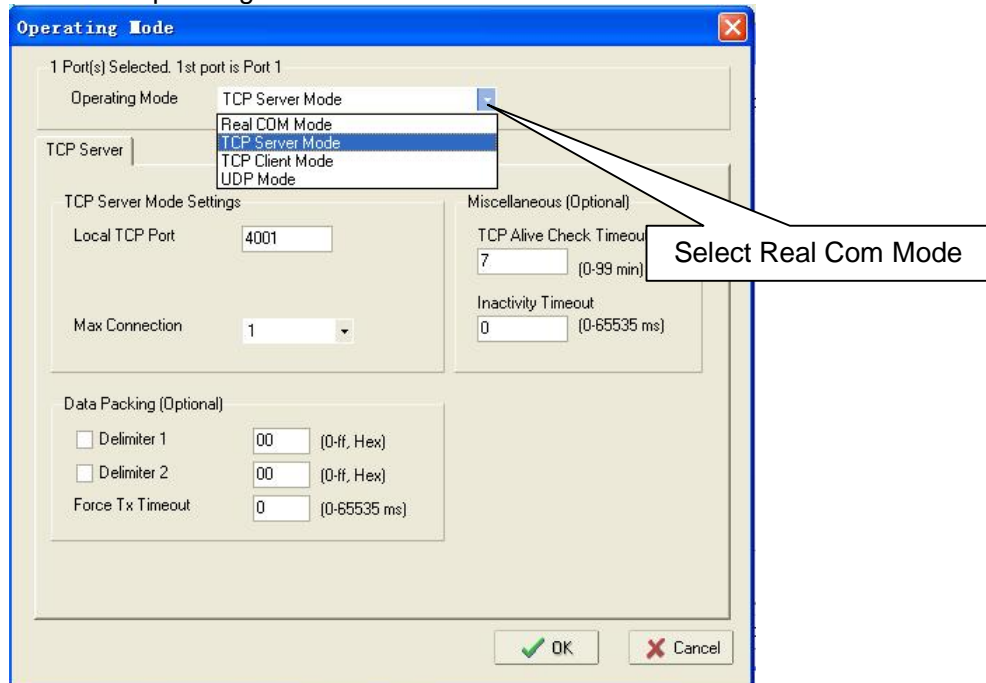 Operating Mode
1 Port(s) Selected. 1st port is Port 1
Operating Mode TCP Server Mode
Real COM Mode
TCP Server Mode
TCP Client Mode
UDP Mode
TCP Server
TCP Server Mode Settings
Local TCP Port 4001
Max Connection 1
Miscellaneous (Optional)
TCP Alive Check Timeou
7 (0-99 min)
Inactivity Timeout
0 (0-65535 ms)
Select Real Com Mode
Data Packing (Optional)
Delimiter 1 00 (0-ff, Hex)
Delimiter 2 00 (0-ff, Hex)
Force Tx Timeout 0 (0-65535 ms)
OK Cancel